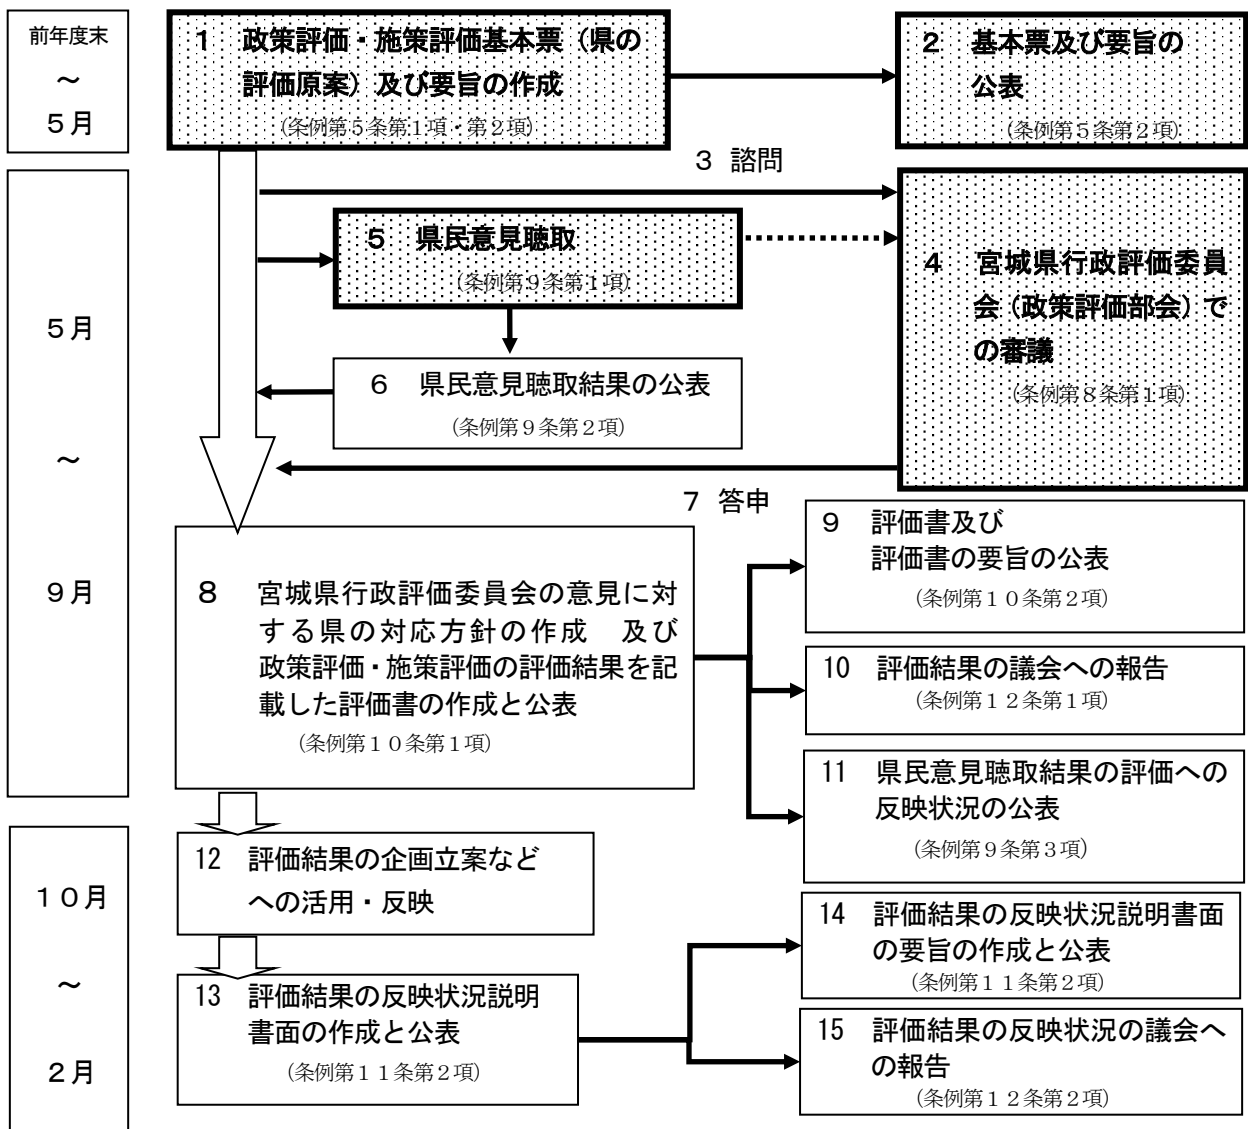 前年度末
～
５月
１　政策評価・施策評価基本票（県の
評価原案）及び要旨の作成
（条例第５条第１項・第２項）
２　基本票及び要旨の
公表
（条例第５条第２項）
３　諮問
５月
～
９月
５　県民意見聴取
（条例第９条第１項）
４　宮城県行政評価委員
会（政策評価部会）で
の審議
（条例第８条第１項）
６　県民意見聴取結果の公表
（条例第９条第２項）
７　答申
８　宮城県行政評価委員会の意見に対
する県の対応方針の作成　及び
政策評価・施策評価の評価結果を記
載した評価書の作成と公表
（条例第１０条第１項）
９　評価書及び
評価書の要旨の公表
（条例第１０条第２項）
10　評価結果の議会への報告
（条例第１２条第１項）
11　県民意見聴取結果の評価への
反映状況の公表
（条例第９条第３項）
１０月
～
２月
12　評価結果の企画立案など
への活用・反映
13　評価結果の反映状況説明
書面の作成と公表
（条例第１１条第２項）
14　評価結果の反映状況説明書面
の要旨の作成と公表
（条例第１１条第２項）
15　評価結果の反映状況の議会へ
の報告
（条例第１２条第２項）